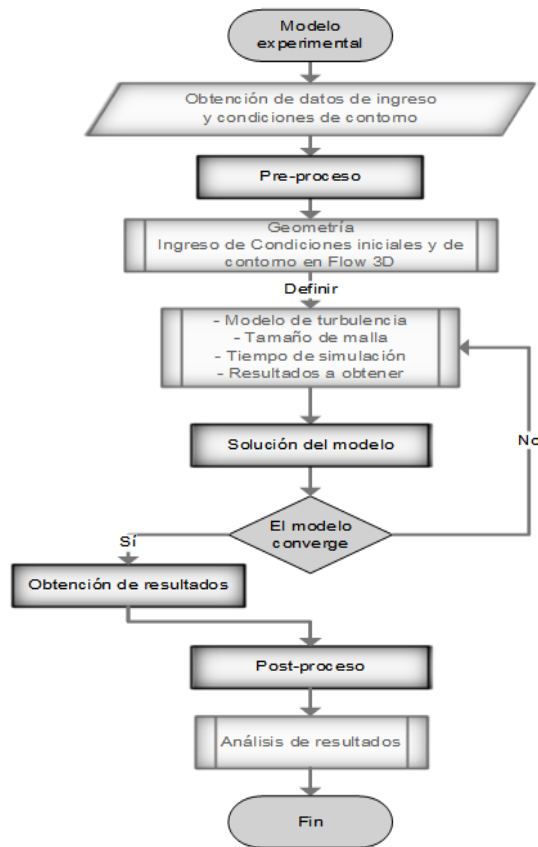 Modelo
experimental
Obtención de datos de ingreso
y condiciones de contorno
Pre-proceso
Geometría
Ingreso de Condiciones iniciales y de
contorno en Flow 3D
Definir
- Modelo de turbulencia
- Tamaño de malla
- Tiempo de simulación
- Resultados a obtener
Solución del modelo
No
El modelo
converge
Sí
Obtención de resultados
Post-proceso
Análisis de resultados
Fin